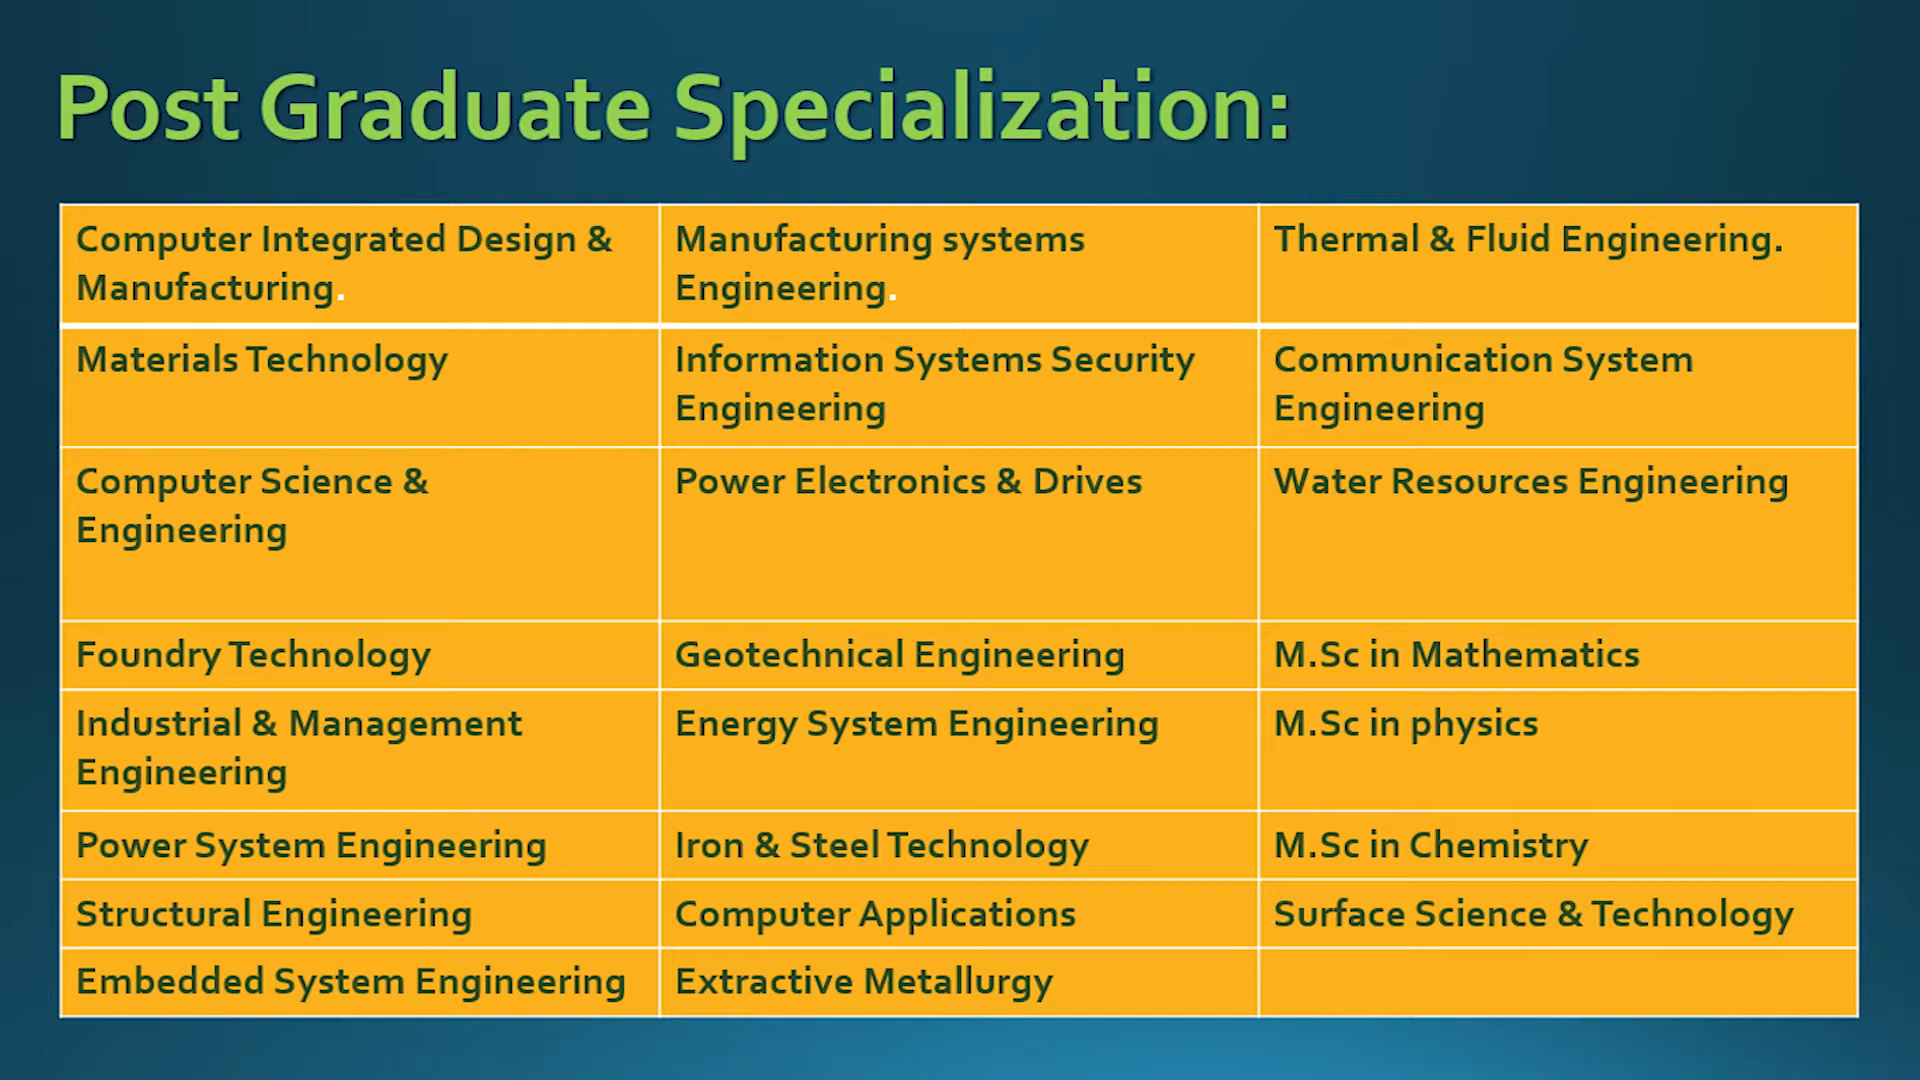 Post Graduate Specialization:
Computer Integrated Design &
Manufacturing.
Manufacturing systems
Engineering.
Thermal & Fluid Engineering.
Materials Technology
Information Systems Security
Engineering
Communication System
Engineering
Computer Science &
Engineering
Power Electronics & Drives
Water Resources Engineering
Foundry Technology
Geotechnical Engineering
M.Sc in Mathematics
Industrial & Management
Engineering
Energy System Engineering
M.Sc in physics
Power System Engineering
Iron & Steel Technology
M.Sc in Chemistry
Structural Engineering
Computer Applications
Surface Science & Technology
Embedded System Engineering
Extractive Metallurgy